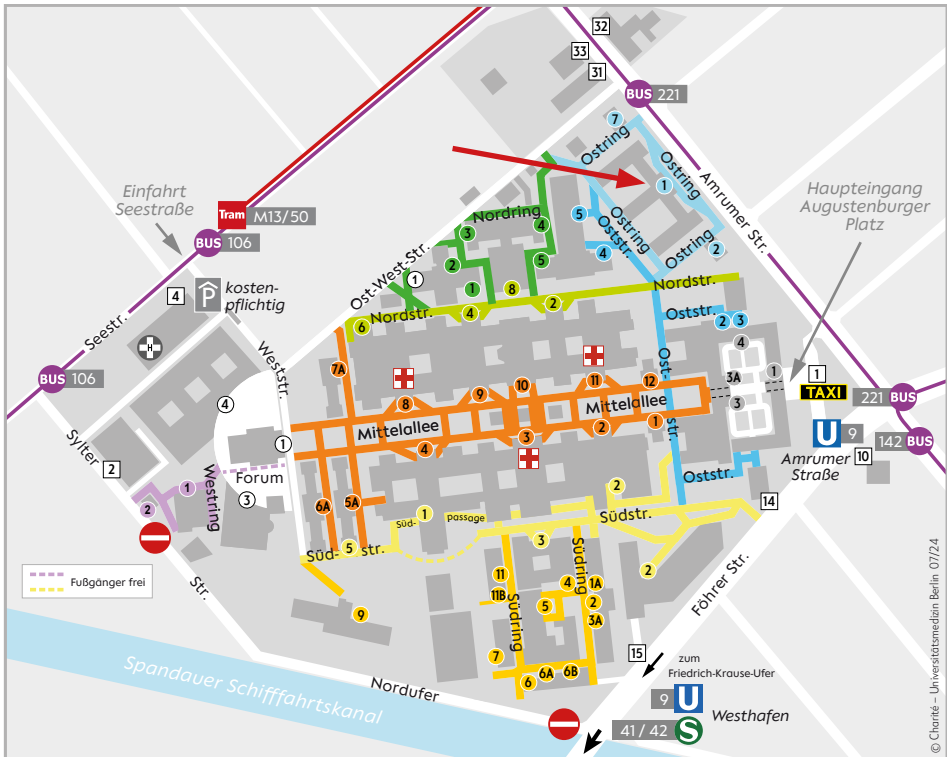 32
33
31
BUS 221
7
Ostring
Ostring
1
Amrumer Str.
Haupteingang
Augustenburger
Platz
Einfahrt
Seestraße
Tram M13/50
BUS 106
Nordring
3
4
2
5
1
5
Oststr.
4
Ostring
Ostring
2
Ost-West-Str.
1
4
P
kosten-
pflichtig
8
Nordstr.
Nordstr.
6
4
2
Oststr.
2
3
Seestr.
H
BUS 106
Weststr.
7A
8
9
10
11
12
Ost-
str.
4
3A
1
3
1
TAXI
221 BUS
U 9
142 BUS
Amrumer
Straße
10
Mittelallee
Mittelallee
4
3
2
1
4
1
Sylter
2
Forum
3
1
2
Westring
6A
5A
Oststr.
14
Süd-
passage
1
2
Südstr.
Süd-
str.
5
3
2
Fußgänger frei
Str.
9
11
11B
Südring
Südring
4
1A
5
2
3A
7
6
6A
6B
Föhrer Str.
15
zum
Friedrich-Krause-Ufer
9 U
Westhafen
41 / 42 S
Nordufer
Spandauer Schifffahrtskanal
© Charité – Universitätsmedizin Berlin 07/24